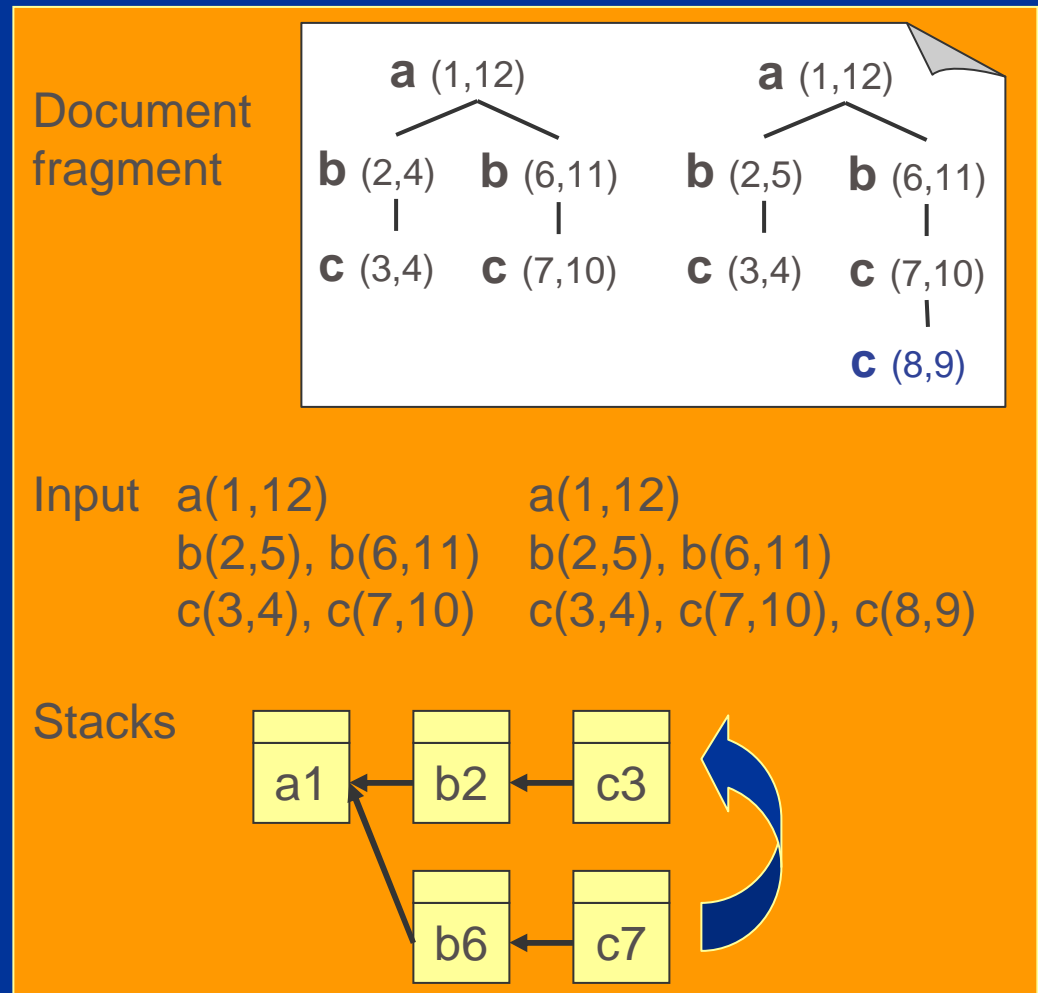 Document
fragment
a (1,12) a (1,12)
b (2,4) b (6,11) b (2,5) b (6,11)
c (3,4) c (7,10) c (3,4) c (7,10)
c (8,9)
Input a(1,12) a(1,12)
b(2,5), b(6,11) b(2,5), b(6,11)
c(3,4), c(7,10) c(3,4), c(7,10), c(8,9)
Stacks
a1 b2 c3
b6 c7